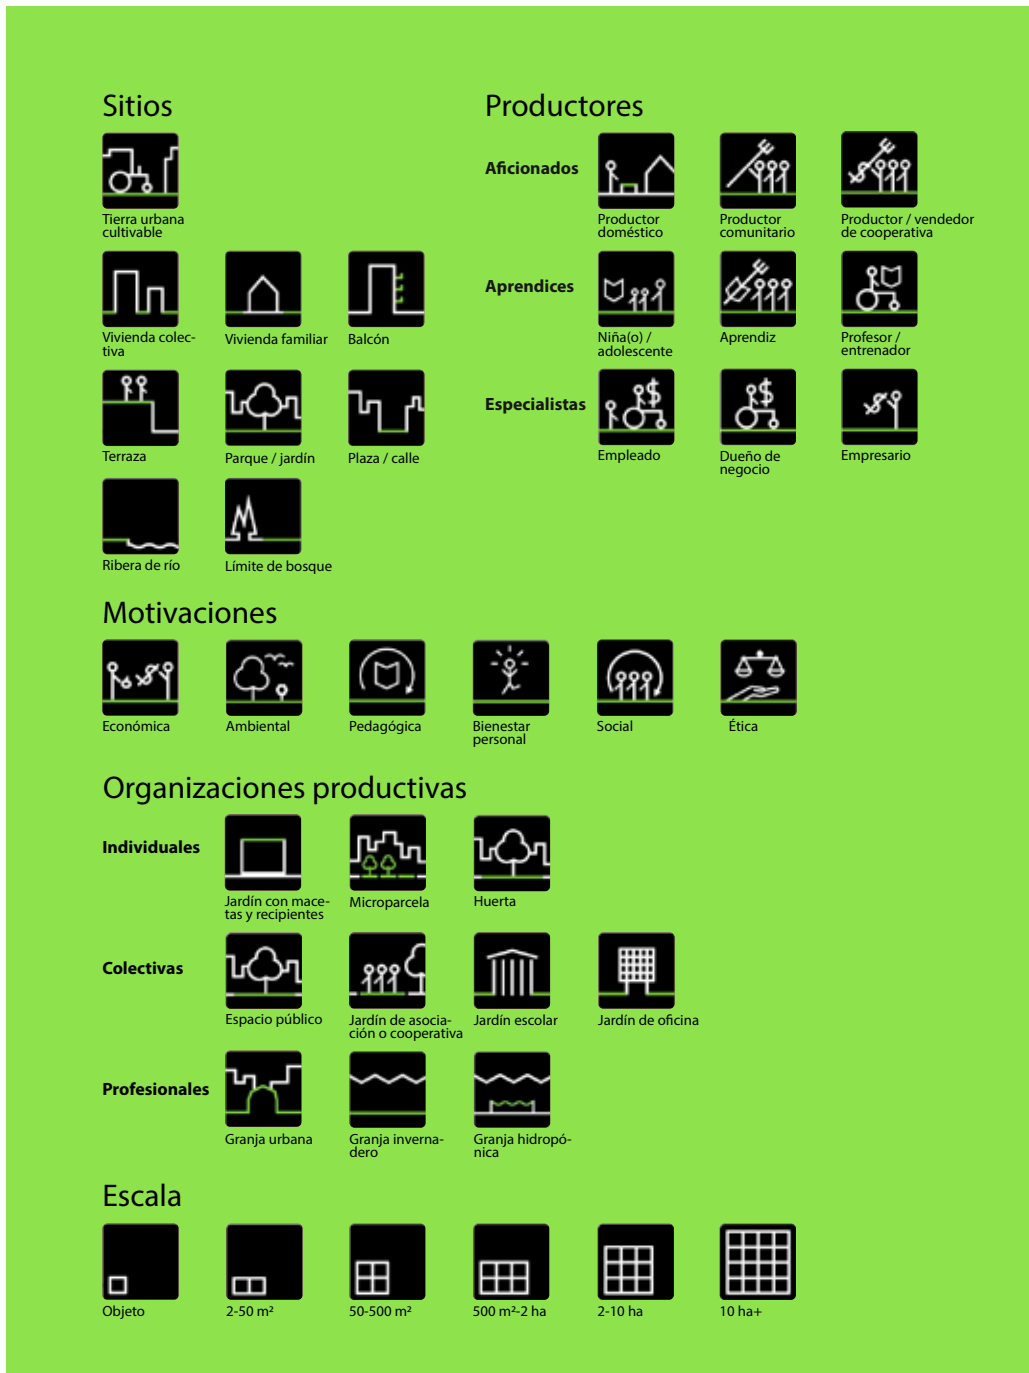 Sitios
Tierra urbana
cultivable
Vivienda colec-
tiva
Vivienda familiar
Balcón
Terraza
Parque / jardín
Plaza / calle
Ribera de río
Límite de bosque
Productores
Aficionados
Productor
doméstico
Productor
comunitario
Productor / vendedor
de cooperativa
Aprendices
Niña(o) /
adolescente
Aprendiz
Profesor /
entrenador
Especialistas
Empleado
Dueño de
negocio
Empresario
Motivaciones
Económica
Ambiental
Pedagógica
Bienestar
personal
Social
Ética
Organizaciones productivas
Individuales
Jardín con mace-
tas y recipientes
Microparcela
Huerta
Colectivas
Espacio público
Jardín de asocia-
ción o cooperativa
Jardín escolar
Jardín de oficina
Profesionales
Granja urbana
Granja inverna-
dero
Granja hidropó-
nica
Escala
Objeto
2-50 m²
50-500 m²
500 m²-2 ha
2-10 ha
10 ha+